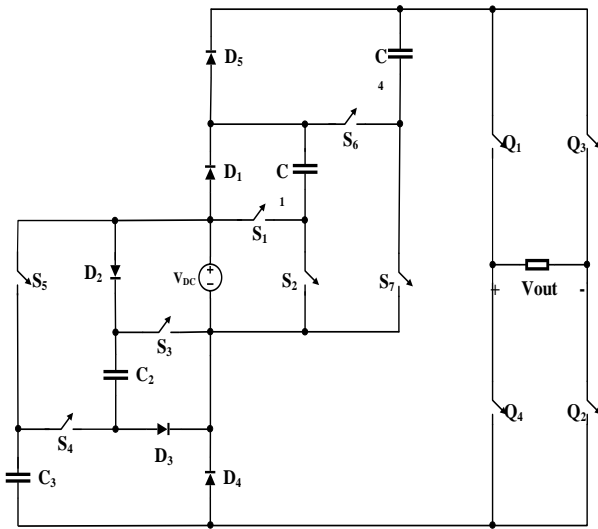 D₅
C
4
S₆
D₁
C
1
S₁
Q₁
Q₃
D₂
S₅
V_DC
+
−
S₂
S₇
+
Vout
-
S₃
C₂
S₄
D₃
Q₄
Q₂
C₃
D₄